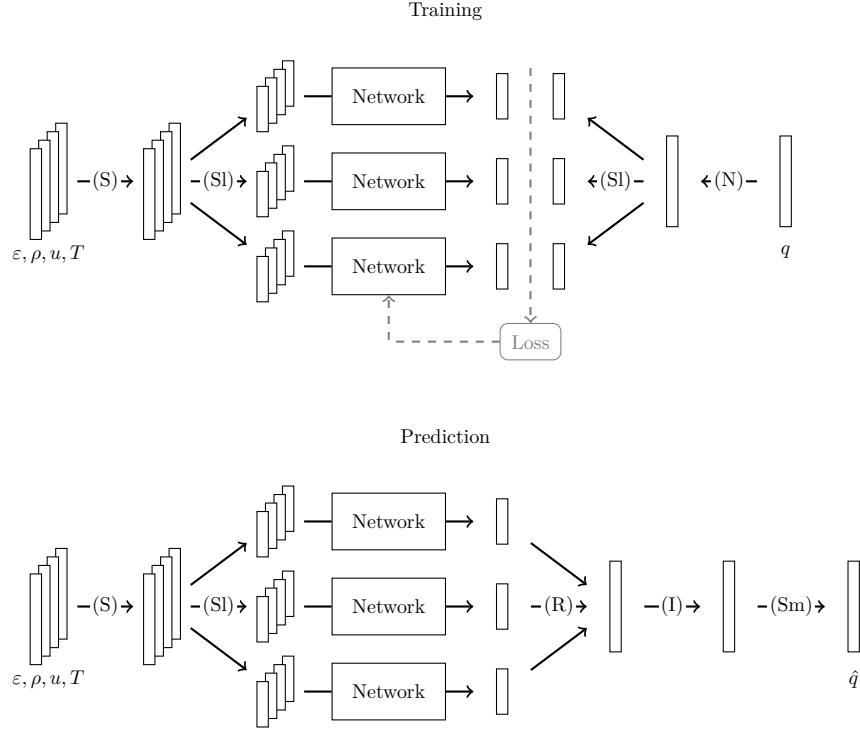 Training
Network
(S)
(Sl)
Network
(Sl)
(N)
ε, ρ, u, T
Network
q
Loss
Prediction
Network
(S)
(Sl)
Network
(R)
(I)
(Sm)
ε, ρ, u, T
Network
q̂